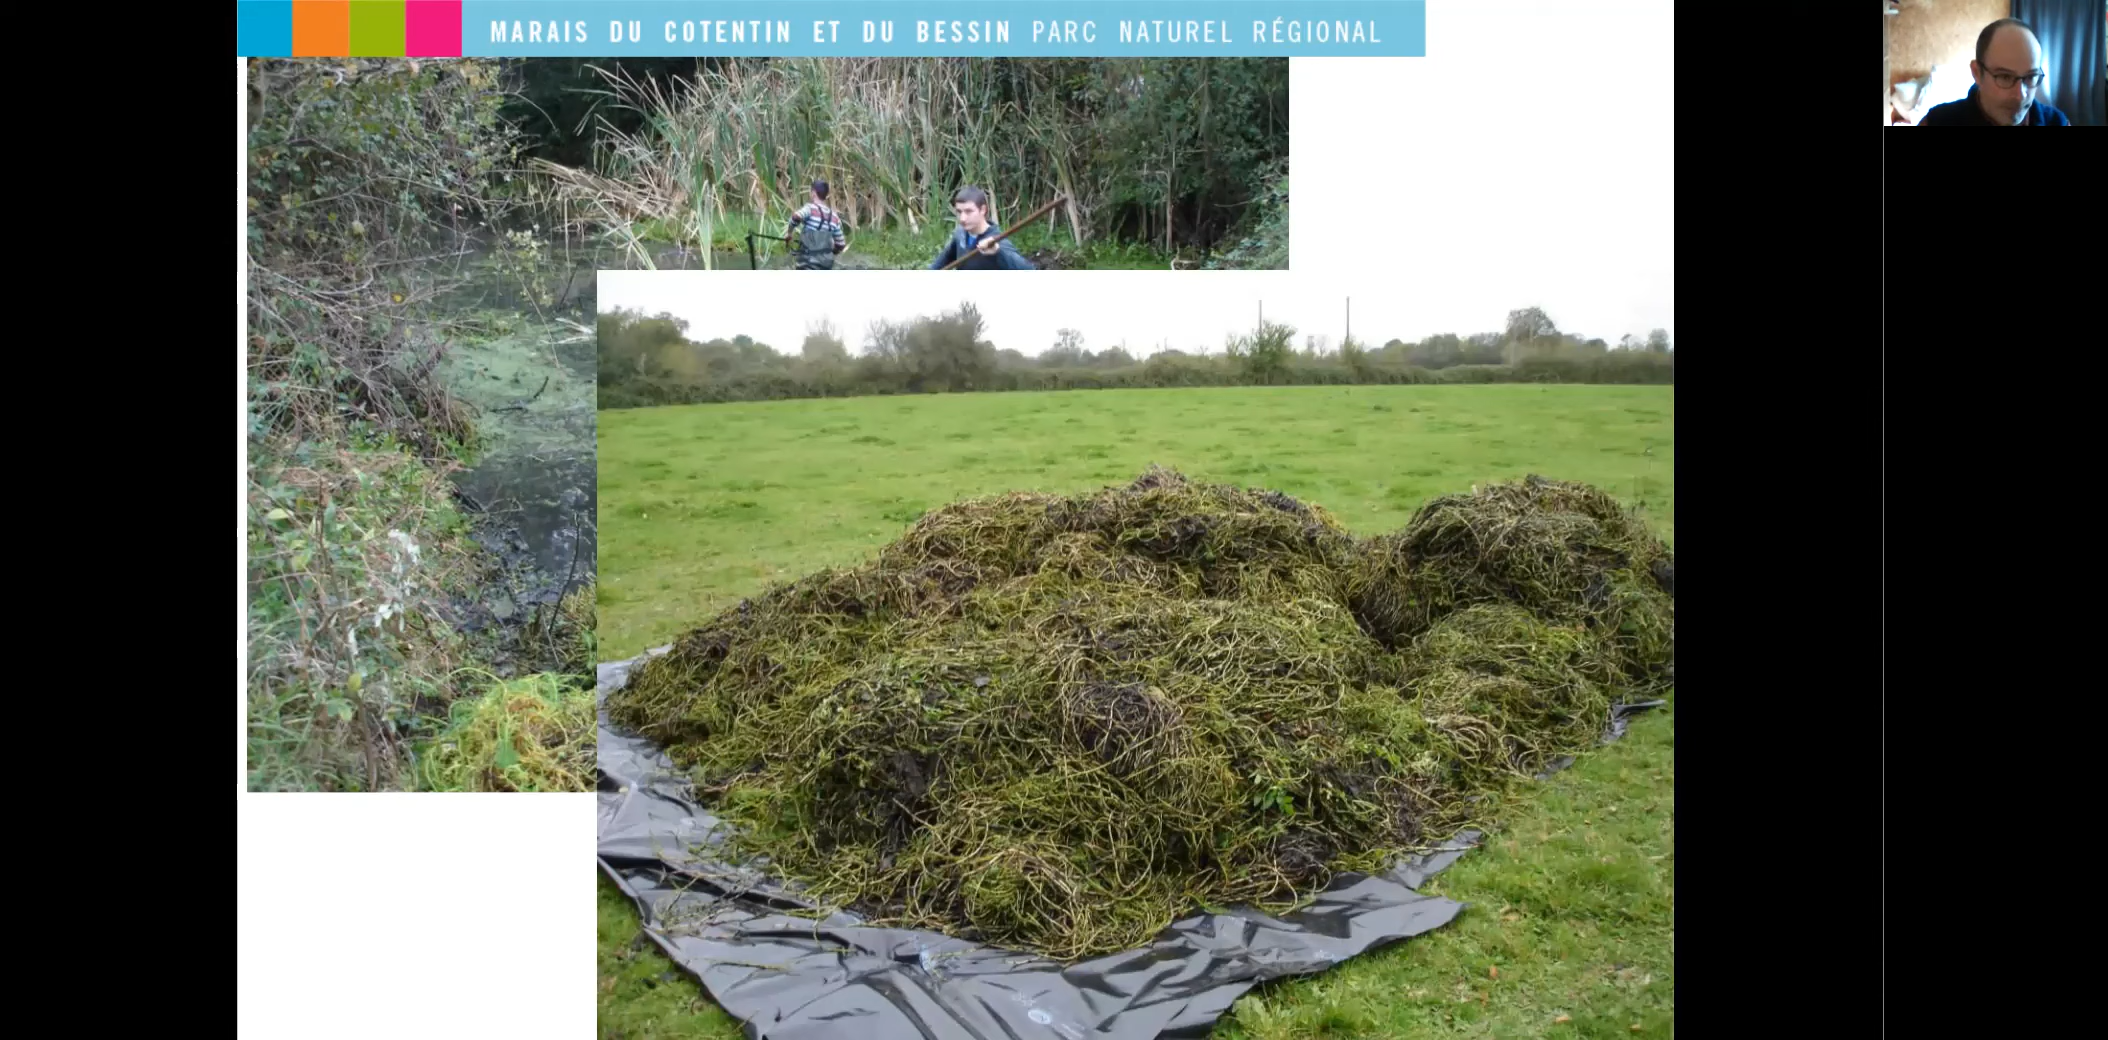 MARAIS DU COTENTIN ET DU BESSIN PARC NATUREL RÉGIONAL